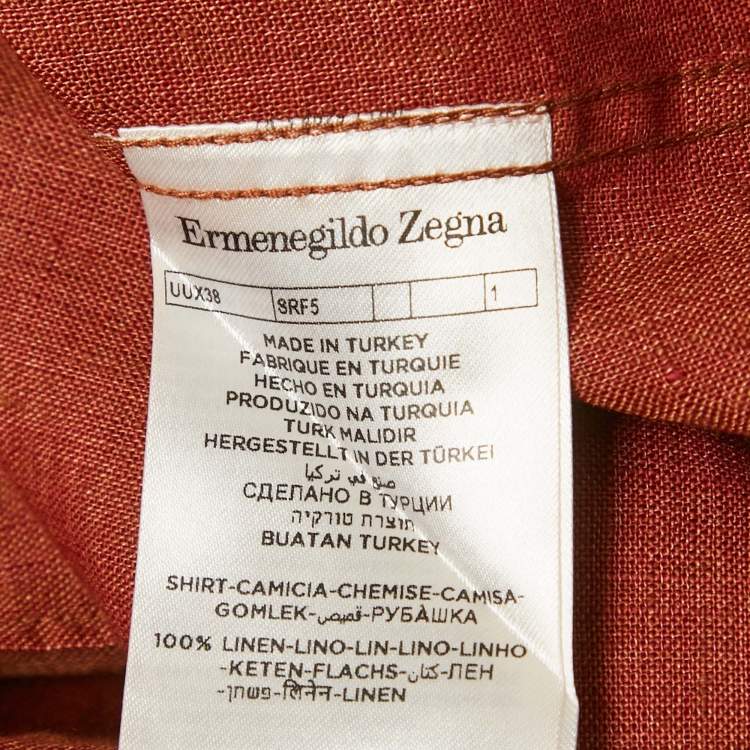 Ermenegildo Zegna
UUX38 SRF5 1
MADE IN TURKEY
FABRIQUE EN TURQUIE
HECHO EN TURQUIA
PRODUZIDO NA TURQUIA
TURK MALIDIR
HERGESTELLT IN DER TÜRKEI
صنع في تركيا
СДЕЛАНО В ТУРЦИИ
תוצרת טורקיה
BUATAN TURKEY
SHIRT-CAMICIA-CHEMISE-CAMISA-
GOMLEK-قميص-РУБÀШКА
100% LINEN-LINO-LIN-LINO-LINHO
-KETEN-FLACHS-كتان-ЛЕН
-פשתן-लिनेन-LINEN